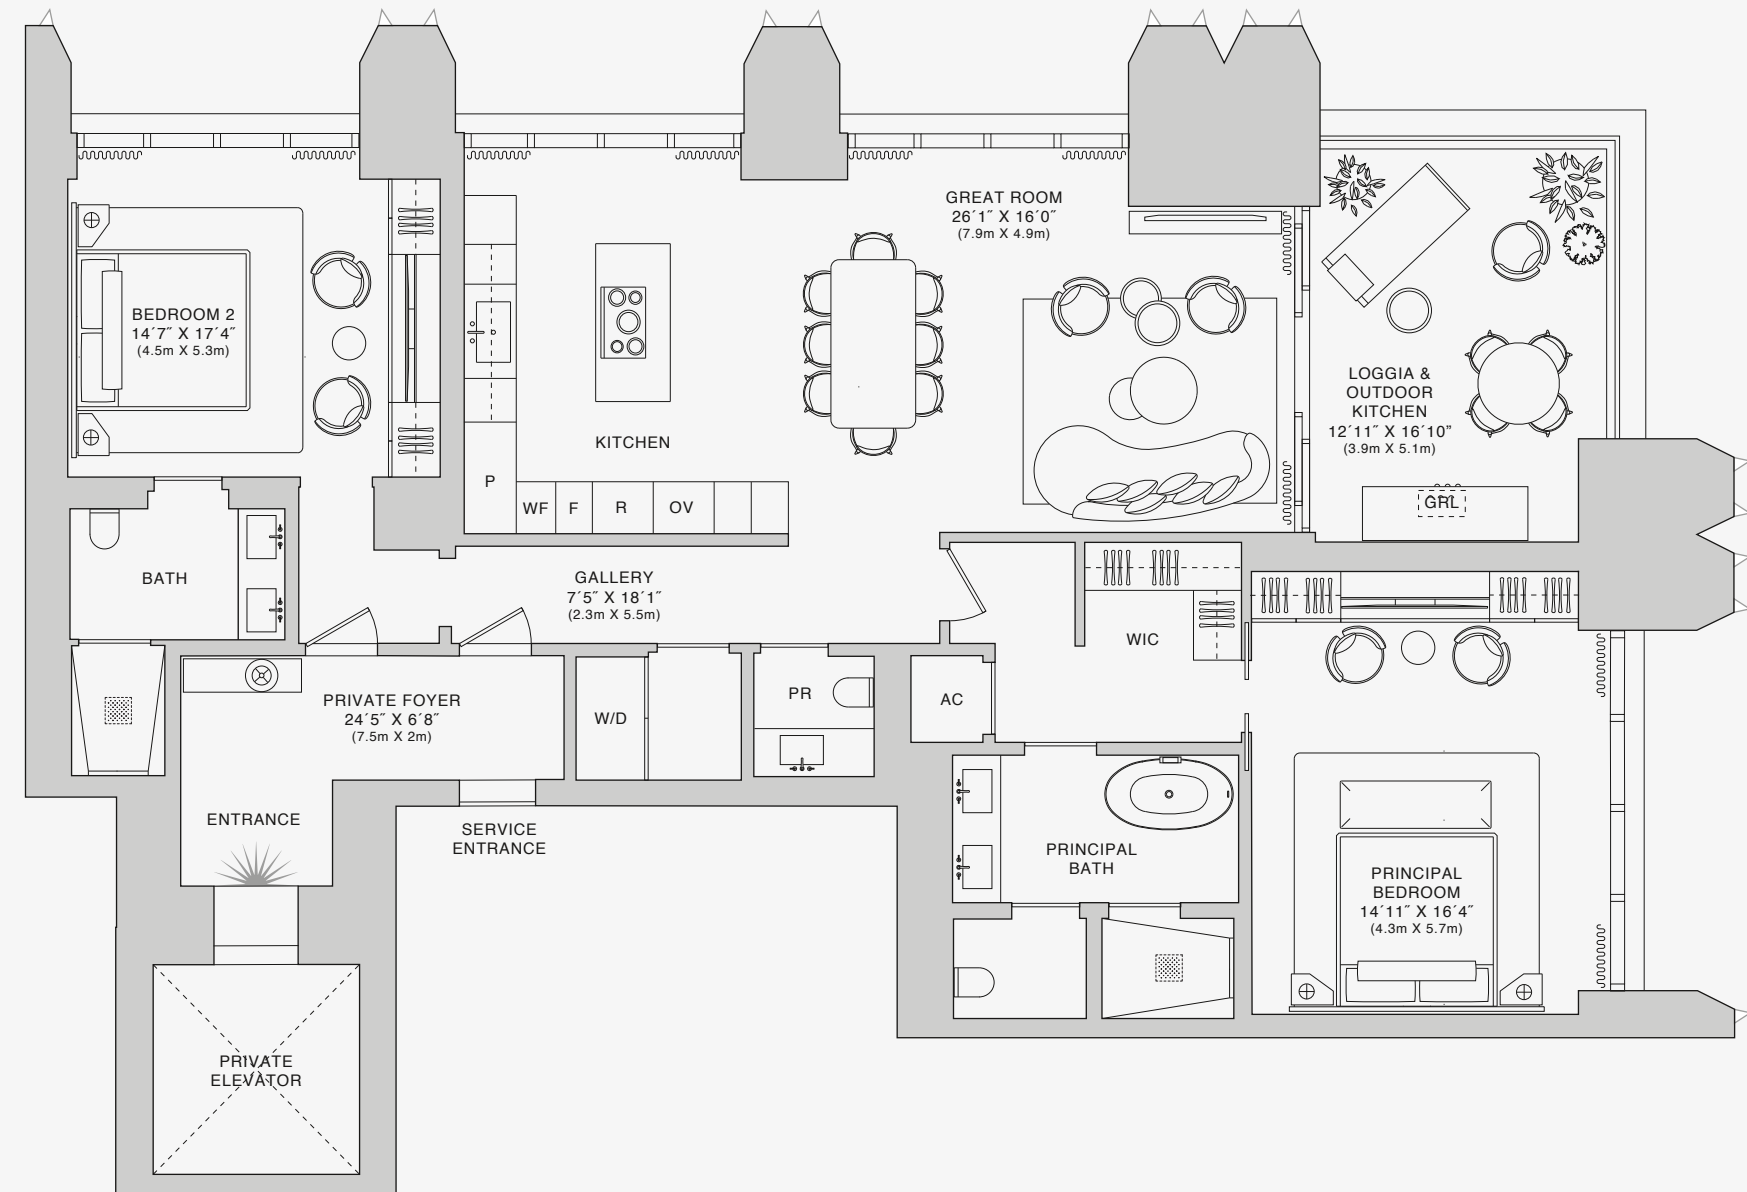 GREAT ROOM
26´1˝ X 16´0˝
(7.9m X 4.9m)
BEDROOM 2
14´7˝ X 17´4˝
(4.5m X 5.3m)
LOGGIA &
OUTDOOR
KITCHEN
12´11” X 16´10”
(3.9m X 5.1m)
KITCHEN
P
WF
F
R
OV
GRL
BATH
GALLERY
7´5˝ X 18´1˝
(2.3m X 5.5m)
WIC
PRIVATE FOYER
24´5˝ X 6´8˝
(7.5m X 2m)
W/D
PR
AC
ENTRANCE
SERVICE
ENTRANCE
PRINCIPAL
BATH
PRINCIPAL
BEDROOM
14´11˝ X 16´4˝
(4.3m X 5.7m)
PRIVATE
ELEVATOR